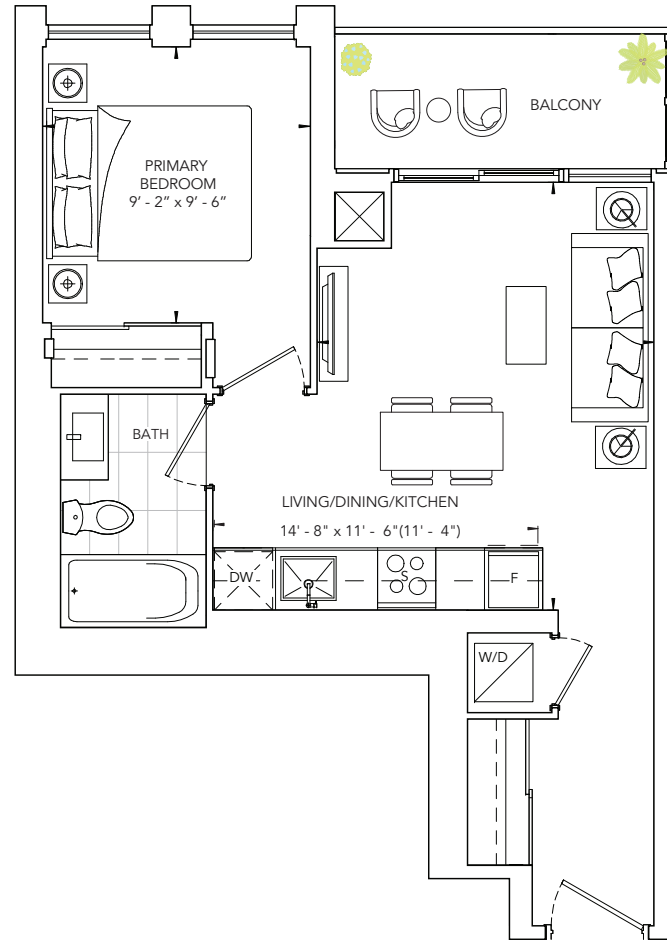 BALCONY
PRIMARY
BEDROOM
9’ - 2” x 9’ - 6”
BATH
LIVING/DINING/KITCHEN
14' - 8" x 11' - 6"(11' - 4")
DW
S
F
W/D